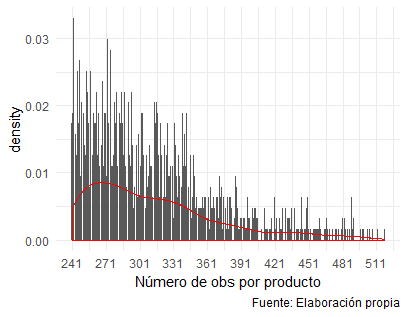 0.03
0.02
0.01
0.00
density
241 271 301 331 361 391 421 451 481 511
Número de obs por producto
Fuente: Elaboración propia